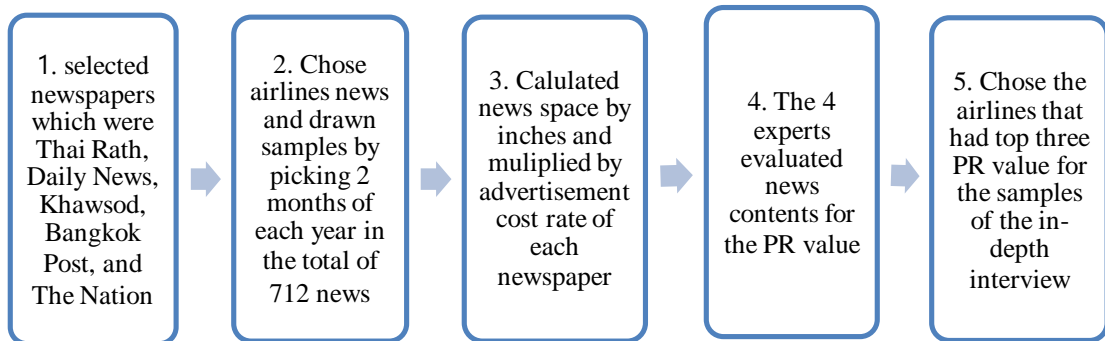 1. selected
newspapers
which were
Thai Rath,
Daily News,
Khawsod,
Bangkok
Post, and
The Nation
2. Chose
airlines news
and drawn
samples by
picking 2
months of
each year in
the total of
712 news
3. Calulated
news space by
inches and
muliplied by
advertisement
cost rate of
each
newspaper
4. The 4
experts
evaluated
news
contents for
the PR value
5. Chose the
airlines that
had top three
PR value for
the samples
of the in-
depth
interview